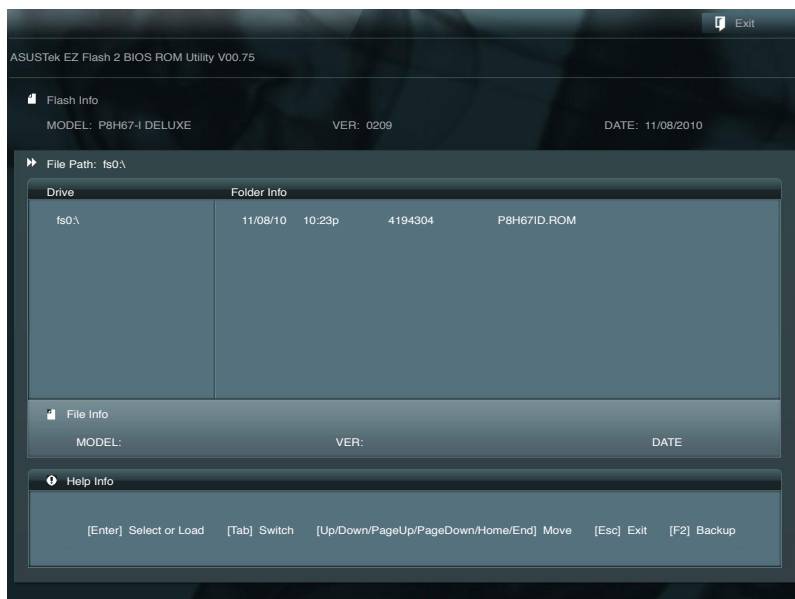 Exit
ASUSTek EZ Flash 2 BIOS ROM Utility V00.75
Flash Info
MODEL: P8H67-I DELUXE VER: 0209 DATE: 11/08/2010
File Path: fs0:\
Drive Folder Info
fs0:\ 11/08/10 10:23p 4194304 P8H67ID.ROM
File Info
MODEL: VER: DATE
Help Info
[Enter] Select or Load [Tab] Switch [Up/Down/PageUp/PageDown/Home/End] Move [Esc] Exit [F2] Backup